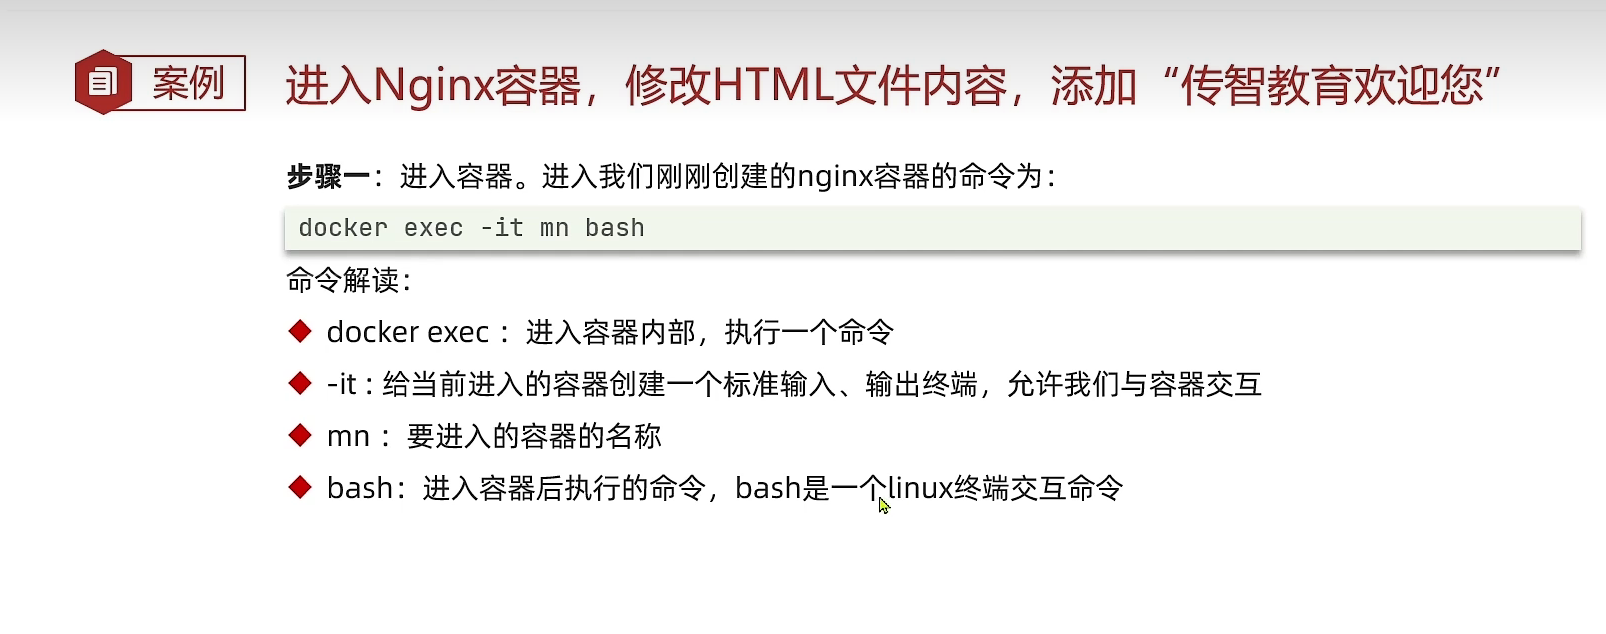 案例
进入Nginx容器，修改HTML文件内容，添加“传智教育欢迎您”
步骤一：进入容器。进入我们刚刚创建的nginx容器的命令为：
docker exec -it mn bash
命令解读：
docker exec ：进入容器内部，执行一个命令
-it : 给当前进入的容器创建一个标准输入、输出终端，允许我们与容器交互
mn ：要进入的容器的名称
bash：进入容器后执行的命令，bash是一个linux终端交互命令